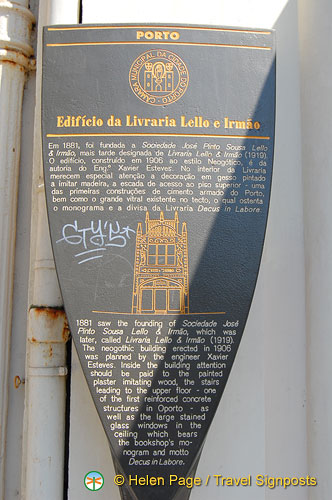 PORTO
CÂMARA MUNICIPAL DA CIDADE DO PORTO
Edifício da Livraria Lello e Irmão
Em 1881, foi fundada a Sociedade José Pinto Sousa Lello
& Irmão, mais tarde designada de Livraria Lello & Irmão (1919).
O edifício, construído em 1906 ao estilo Neogótico, é da
autoria do Eng.º Xavier Esteves. No interior da Livraria
merecem especial atenção a decoração em gesso pintado
a imitar madeira, a escada de acesso ao piso superior - uma
das primeiras construções de cimento armado do Porto,
bem como o grande vitral existente no tecto, o qual ostenta
o monograma e a divisa da Livraria Decus in Labore.
1881 saw the founding of Sociedade José
Pinto Sousa Lello & Irmão, which was
later, called Livraria Lello & Irmão (1919).
The neogothic building erected in 1906
was planned by the engineer Xavier
Esteves. Inside the building attention
should be paid to the painted
plaster imitating wood, the stairs
leading to the upper floor - one
of the first reinforced concrete
structures in Oporto - as
well as the large stained
glass windows in the
ceiling which bears
the bookshop's mo-
nogram and motto
Decus in Labore.
© Helen Page / Travel Signposts